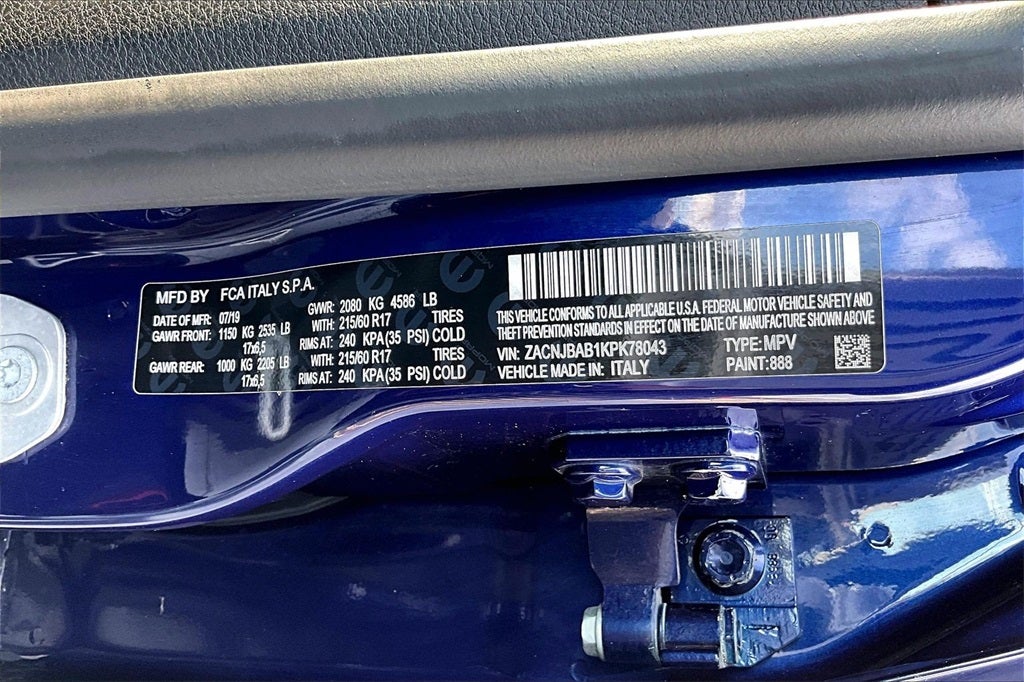 MFD BY FCA ITALY S.P.A.
DATE OF MFR: 07/19 GWVR: 2080 KG 4586 LB
GAWR FRONT: 1150 KG 2535 LB WITH: 215/60 R17 TIRES
17x6,5 RIMS AT: 240 KPA(35 PSI) COLD
GAWR REAR: 1000 KG 2205 LB WITH: 215/60 R17 TIRES
17x6,5 RIMS AT: 240 KPA(35 PSI) COLD
THIS VEHICLE CONFORMS TO ALL APPLICABLE U.S.A. FEDERAL MOTOR VEHICLE SAFETY AND
THEFT PREVENTION STANDARDS IN EFFECT ON THE DATE OF MANUFACTURE SHOWN ABOVE
VIN: ZACNJBAB1KPK78043 TYPE: MPV
VEHICLE MADE IN: ITALY PAINT:888